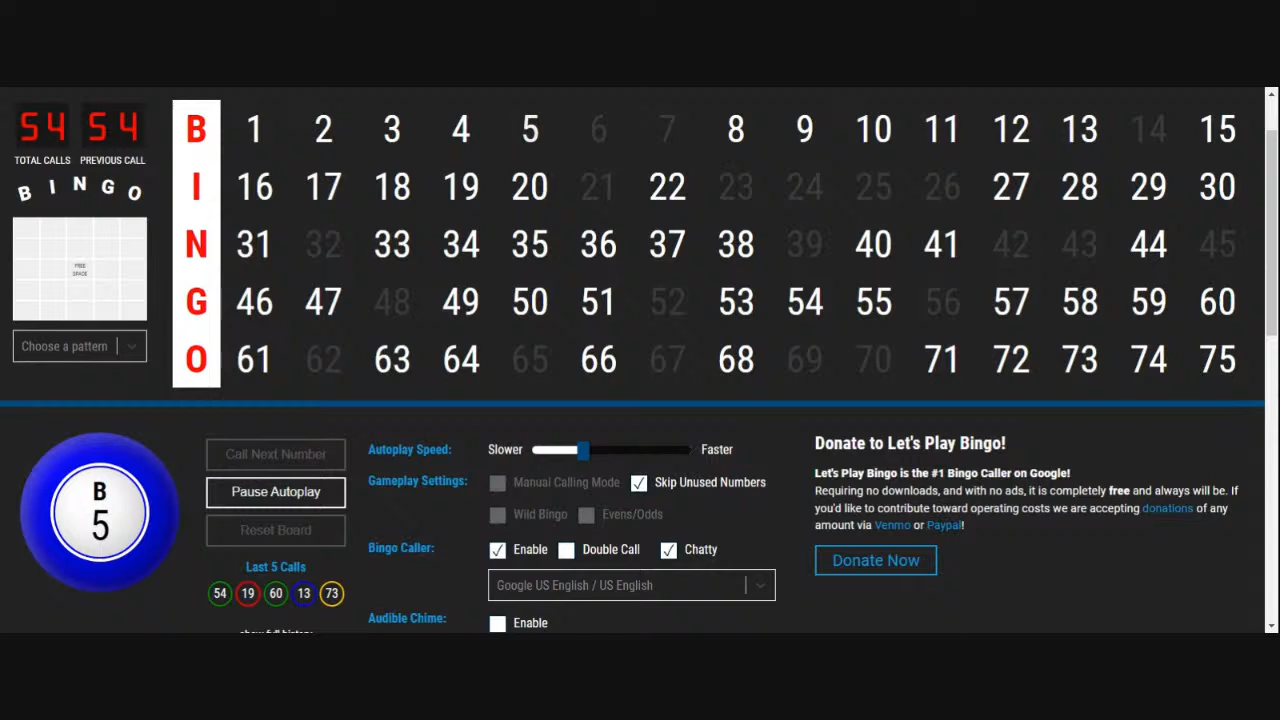 54 54
TOTAL CALLS PREVIOUS CALL
B I N G O
FREE
SPACE
Choose a pattern
B 1 2 3 4 5 6 7 8 9 10 11 12 13 14 15
I 16 17 18 19 20 21 22 23 24 25 26 27 28 29 30
N 31 32 33 34 35 36 37 38 39 40 41 42 43 44 45
G 46 47 48 49 50 51 52 53 54 55 56 57 58 59 60
O 61 62 63 64 65 66 67 68 69 70 71 72 73 74 75
B
5
Call Next Number
Pause Autoplay
Reset Board
Last 5 Calls
54 19 60 13 73
show full history
Autoplay Speed: Slower Faster
Gameplay Settings: Manual Calling Mode Skip Unused Numbers
Wild Bingo Evens/Odds
Bingo Caller: Enable Double Call Chatty
Google US English / US English
Audible Chime: Enable
Donate to Let's Play Bingo!
Let's Play Bingo is the #1 Bingo Caller on Google!
Requiring no downloads, and with no ads, it is completely free and always will be. If
you'd like to contribute toward operating costs we are accepting donations of any
amount via Venmo or Paypal!
Donate Now